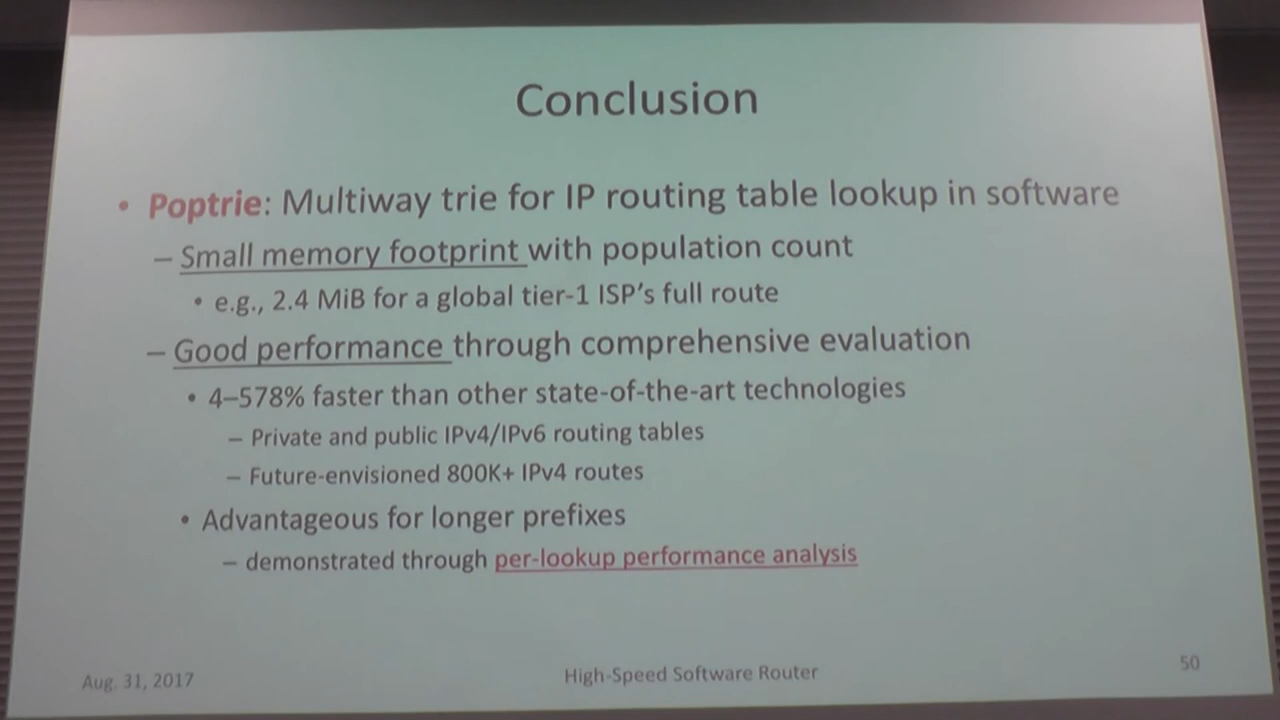 Conclusion
• Poptrie: Multiway trie for IP routing table lookup in software
– Small memory footprint with population count
• e.g., 2.4 MiB for a global tier-1 ISP’s full route
– Good performance through comprehensive evaluation
• 4–578% faster than other state-of-the-art technologies
– Private and public IPv4/IPv6 routing tables
– Future-envisioned 800K+ IPv4 routes
• Advantageous for longer prefixes
– demonstrated through per-lookup performance analysis
Aug. 31, 2017
High-Speed Software Router
50